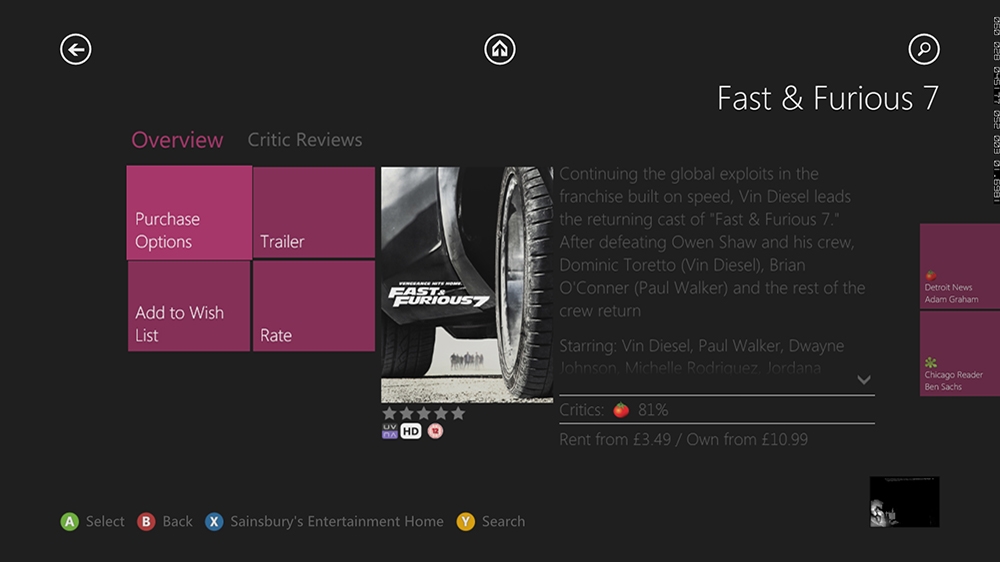 Fast & Furious 7
Overview
Critic Reviews
Purchase
Options
Trailer
Add to Wish
List
Rate
VENGEANCE HITS HOME
FAST &
FURIOUS 7
UV
HD
12
Continuing the global exploits in the
franchise built on speed, Vin Diesel leads
the returning cast of "Fast & Furious 7."
After defeating Owen Shaw and his crew,
Dominic Toretto (Vin Diesel), Brian
O'Conner (Paul Walker) and the rest of the
crew return
Starring: Vin Diesel, Paul Walker, Dwayne
Johnson, Michelle Rodriguez, Jordana
Critics: 81%
Rent from £3.49 / Own from £10.99
Detroit News
Adam Graham
Chicago Reader
Ben Sachs
A Select B Back X Sainsbury's Entertainment Home Y Search